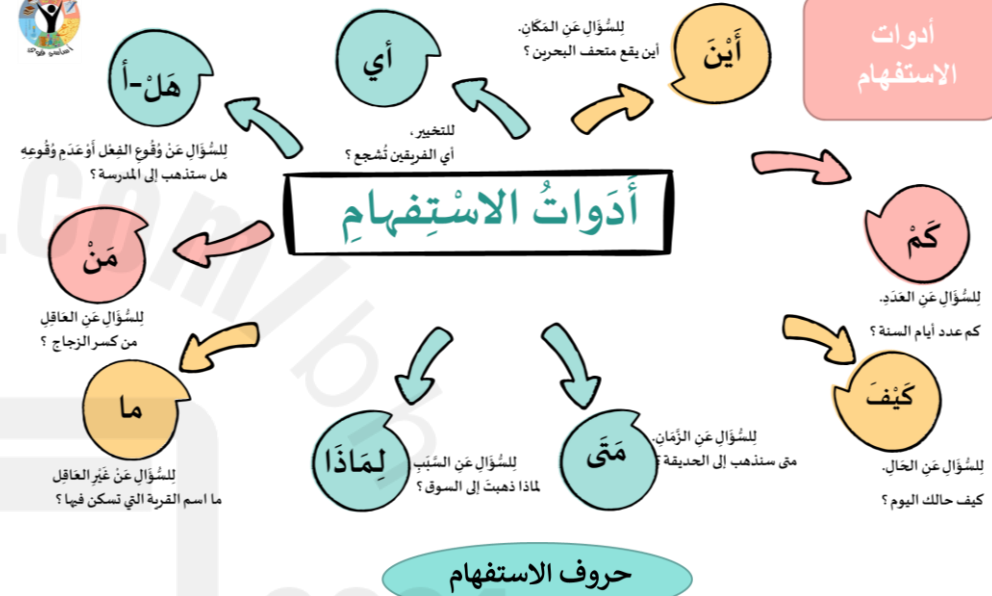 أدوات
الاستفهام
أَيْنَ
لِلسُّؤَالِ عَنِ المَكَانِ.
أين يقع متحف البحرين ؟
أي
للتخيير ،
أي الفريقين تُشجع ؟
هَلْ-أ
لِلسُّؤَالِ عَنْ وُقُوعِ الفِعْل أَوْ عَدَمِ وُقُوعِهِ
هل ستذهب إلى المدرسة ؟
أَدَواتُ الاسْتِفهامِ
كَمْ
لِلسُّؤَالِ عَنِ العَدَدِ.
كم عدد أيام السنة ؟
مَنْ
لِلسُّؤَالِ عَنِ العَاقِلِ
من كسر الزجاج ؟
كَيْفَ
لِلسُّؤَالِ عَنِ الحَالِ.
كيف حالك اليوم ؟
مَتَى
لِلسُّؤَالِ عَنِ الزَّمَانِ.
متى سنذهب إلى الحديقة ؟
لِمَاذَا
لِلسُّؤَالِ عَنِ السَّبَبِ
لماذا ذهبتَ إلى السوق ؟
ما
لِلسُّؤَالِ عَنْ غَيْرِ العَاقِلِ
ما اسم القرية التي تسكن فيها ؟
حروف الاستفهام
.com/bh